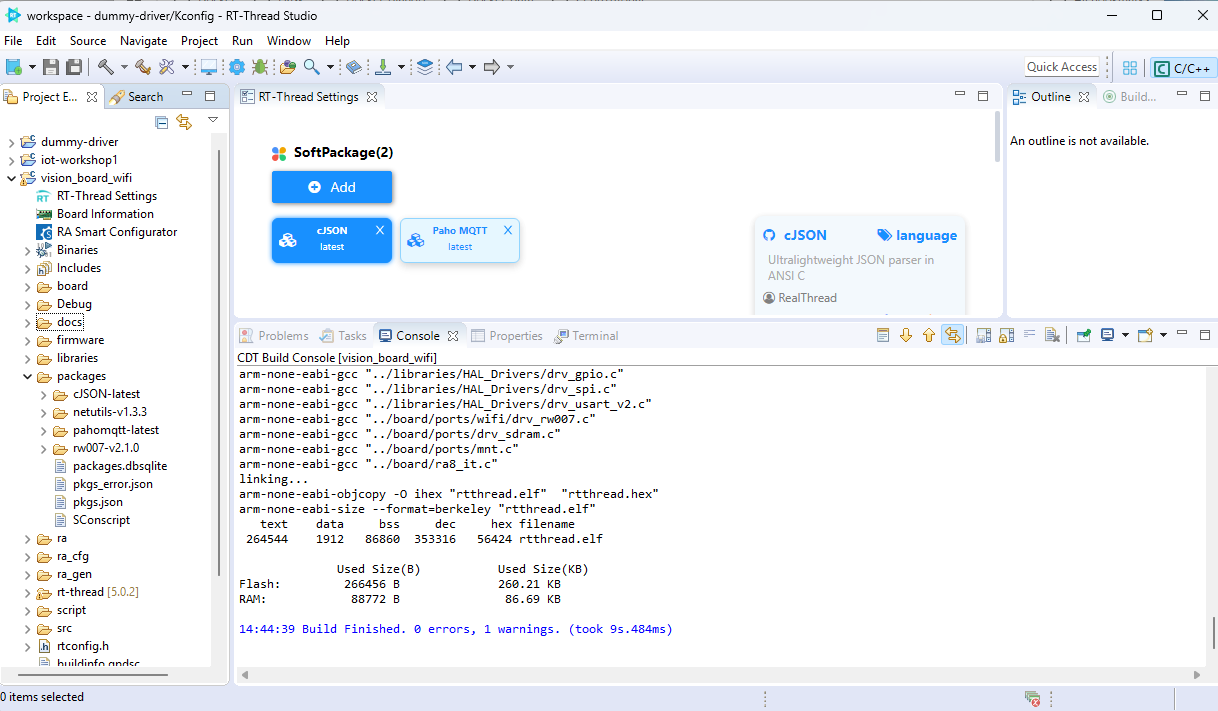 workspace - dummy-driver/Kconfig - RT-Thread Studio
File Edit Source Navigate Project Run Window Help
Quick Access
C/C++
Project E...
Search
dummy-driver
iot-workshop1
vision_board_wifi
RT-Thread Settings
Board Information
RA Smart Configurator
Binaries
Includes
board
Debug
docs
firmware
libraries
packages
cJSON-latest
netutils-v1.3.3
pahomqtt-latest
rw007-v2.1.0
packages.dbsqlite
pkgs_error.json
pkgs.json
SConscript
ra
ra_cfg
ra_gen
rt-thread [5.0.2]
script
src
rtconfig.h
buildinfo.gpdsc
RT-Thread Settings
SoftPackage(2)
Add
cJSON
latest
Paho MQTT
latest
cJSON language
Ultralightweight JSON parser in
ANSI C
RealThread
Outline Build...
An outline is not available.
Problems Tasks Console Properties Terminal
CDT Build Console [vision_board_wifi]
arm-none-eabi-gcc "../libraries/HAL_Drivers/drv_gpio.c"
arm-none-eabi-gcc "../libraries/HAL_Drivers/drv_spi.c"
arm-none-eabi-gcc "../libraries/HAL_Drivers/drv_usart_v2.c"
arm-none-eabi-gcc "../board/ports/wifi/drv_rw007.c"
arm-none-eabi-gcc "../board/ports/drv_sdram.c"
arm-none-eabi-gcc "../board/ports/mnt.c"
arm-none-eabi-gcc "../board/ra8_it.c"
linking...
arm-none-eabi-objcopy -O ihex "rtthread.elf" "rtthread.hex"
arm-none-eabi-size --format=berkeley "rtthread.elf"
text data bss dec hex filename
264544 1912 86860 353316 56424 rtthread.elf
Used Size(B) Used Size(KB)
Flash: 266456 B 260.21 KB
RAM: 88772 B 86.69 KB
14:44:39 Build Finished. 0 errors, 1 warnings. (took 9s.484ms)
0 items selected